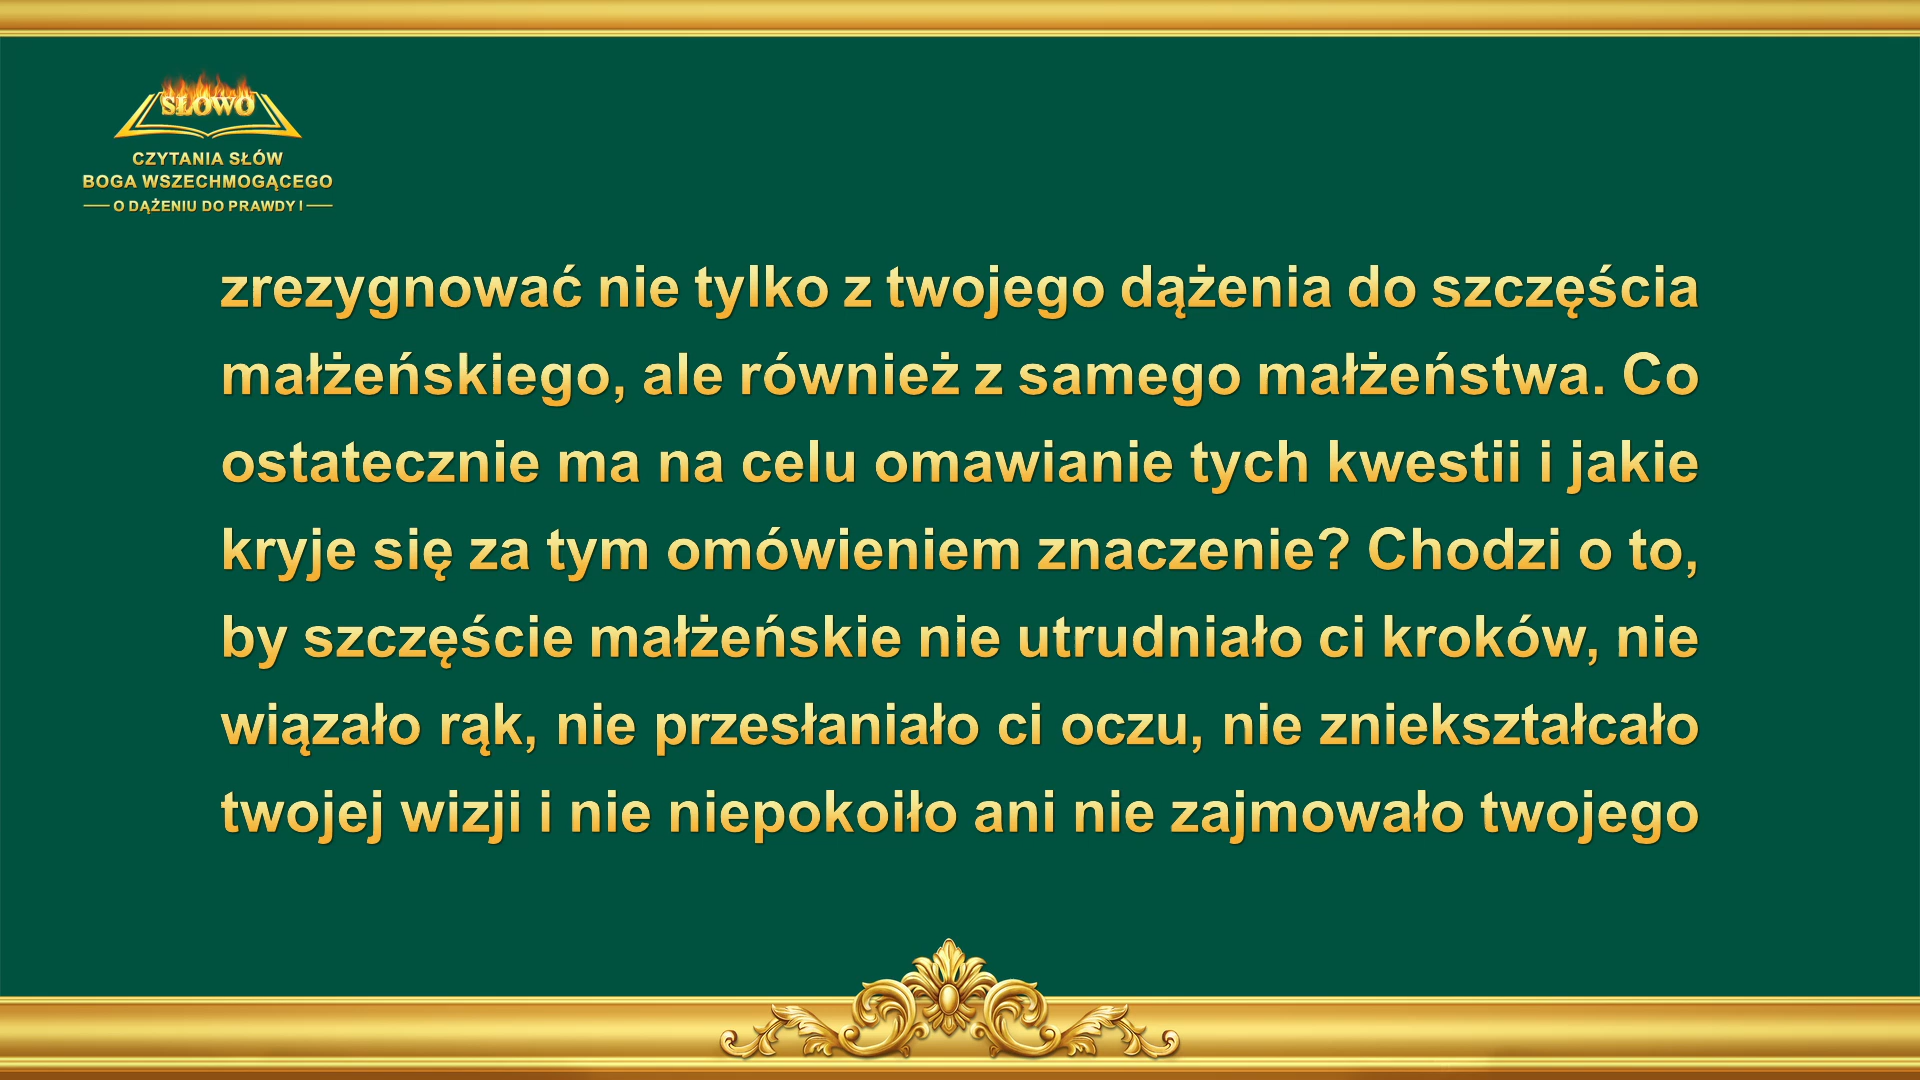 SŁOWO
CZYTANIA SŁÓW
BOGA WSZECHMOGĄCEGO
O DĄŻENIU DO PRAWDY I
zrezygnować nie tylko z twojego dążenia do szczęścia
małżeńskiego, ale również z samego małżeństwa. Co
ostatecznie ma na celu omawianie tych kwestii i jakie
kryje się za tym omówieniem znaczenie? Chodzi o to,
by szczęście małżeńskie nie utrudniało ci kroków, nie
wiązało rąk, nie przesłaniało ci oczu, nie zniekształcało
twojej wizji i nie niepokoiło ani nie zajmowało twojego